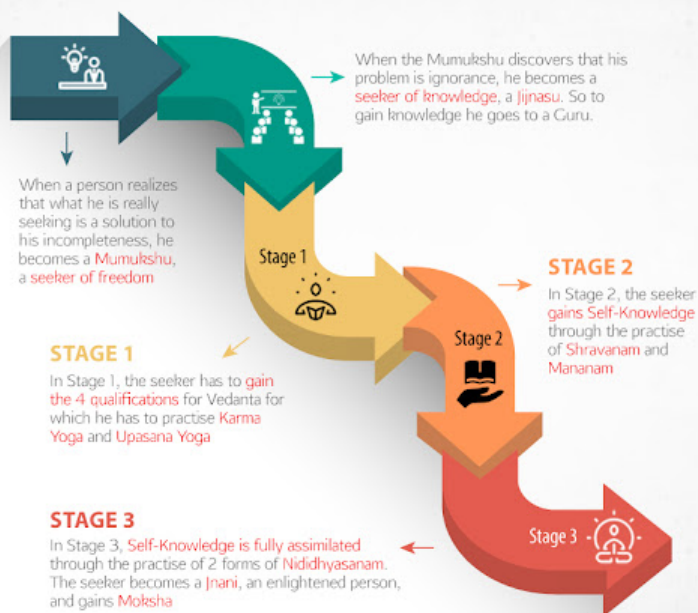 When the Mumukshu discovers that his
problem is ignorance, he becomes a
seeker of knowledge, a Jijnasu. So to
gain knowledge he goes to a Guru.
When a person realizes
that what he is really
seeking is a solution to
his incompleteness, he
becomes a Mumukshu,
a seeker of freedom
Stage 1
STAGE 1
In Stage 1, the seeker has to gain
the 4 qualifications for Vedanta for
which he has to practise Karma
Yoga and Upasana Yoga
Stage 2
STAGE 2
In Stage 2, the seeker
gains Self-Knowledge
through the practise
of Shravanam and
Mananam
STAGE 3
In Stage 3, Self-Knowledge is fully assimilated
through the practise of 2 forms of Nididhyasanam.
The seeker becomes a Jnani, an enlightened person,
and gains Moksha
Stage 3